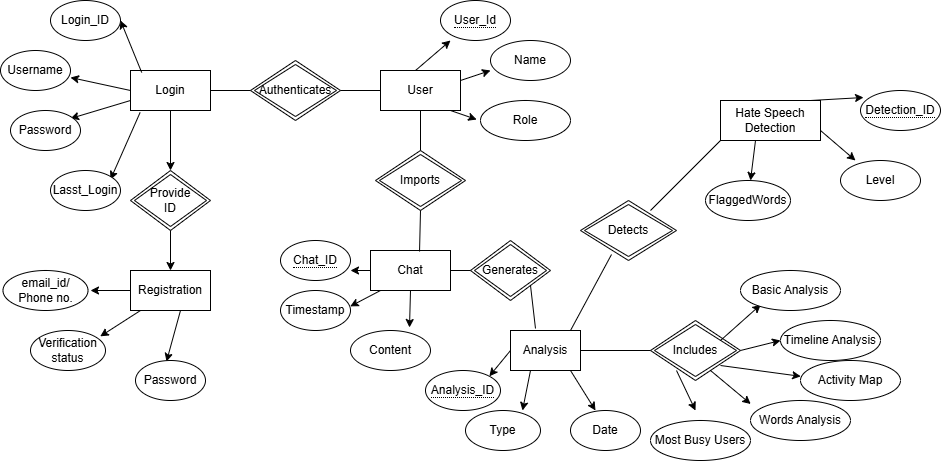 Login_ID
User_Id
Username
Name
Login
Authenticates
User
Password
Role
Hate Speech
Detection
Detection_ID
Lasst_Login
Provide
ID
Imports
FlaggedWords
Level
Detects
Chat_ID
Chat
Generates
email_id/
Phone no.
Registration
Basic Analysis
Timestamp
Verification
status
Content
Analysis
Includes
Timeline Analysis
Password
Analysis_ID
Activity Map
Type
Date
Most Busy Users
Words Analysis